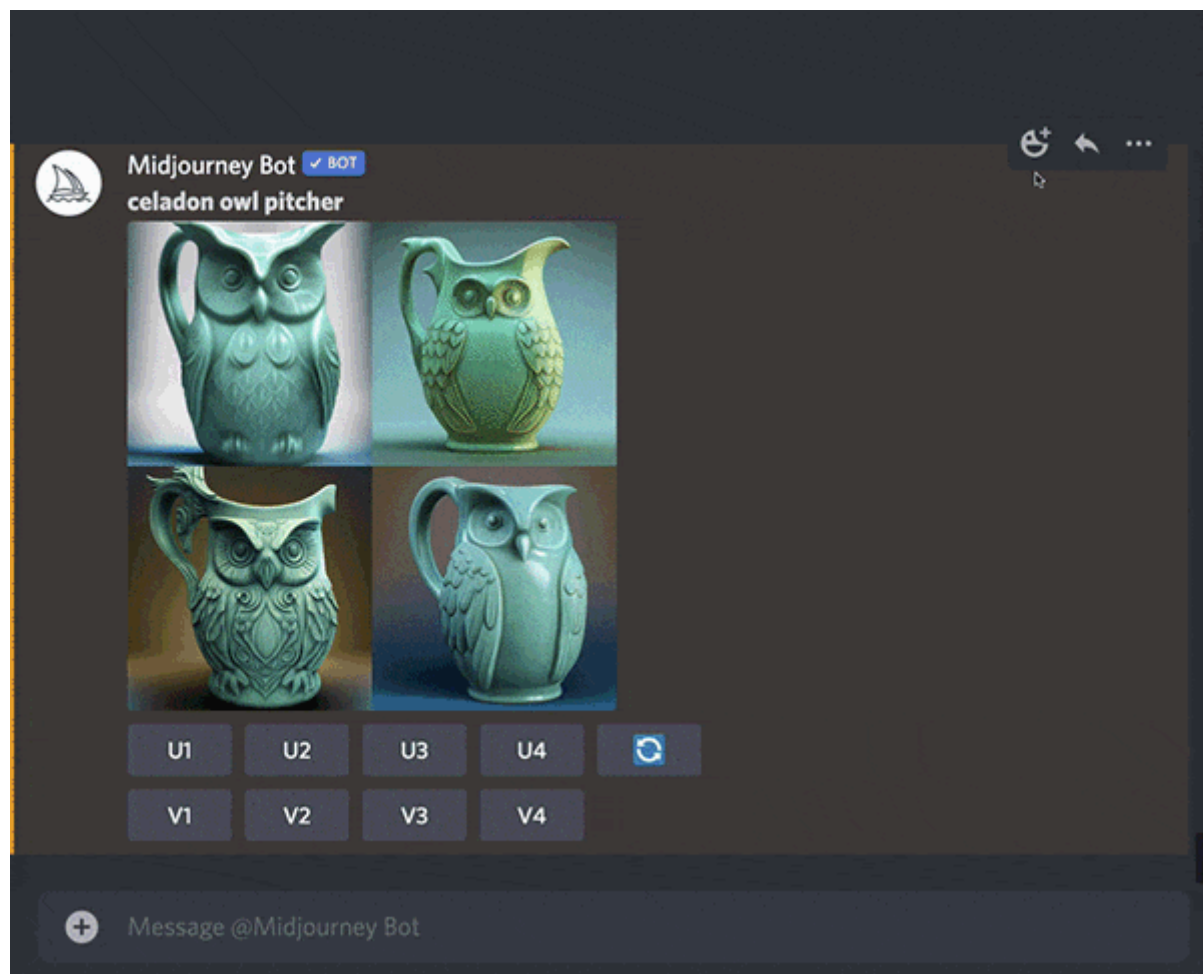 Midjourney Bot ✓ BOT
celadon owl pitcher
U1 U2 U3 U4
V1 V2 V3 V4
Message @Midjourney Bot